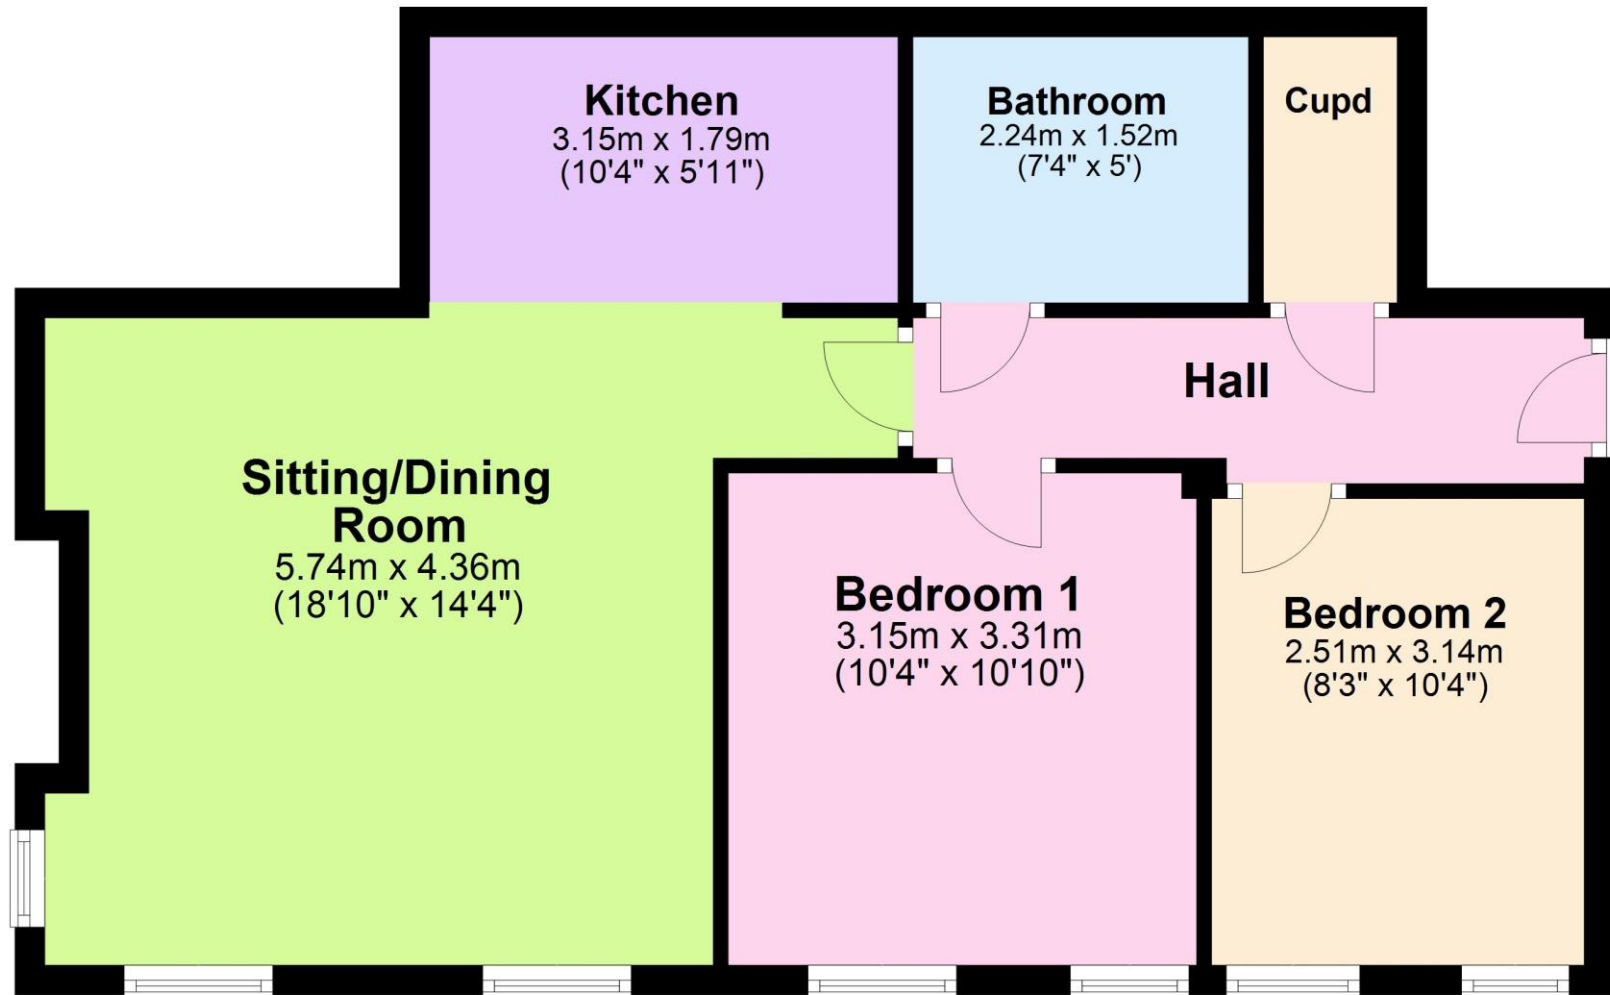 Kitchen
3.15m x 1.79m
(10'4" x 5'11")
Bathroom
2.24m x 1.52m
(7'4" x 5')
Cupd
Hall
Sitting/Dining
Room
5.74m x 4.36m
(18'10" x 14'4")
Bedroom 1
3.15m x 3.31m
(10'4" x 10'10")
Bedroom 2
2.51m x 3.14m
(8'3" x 10'4")